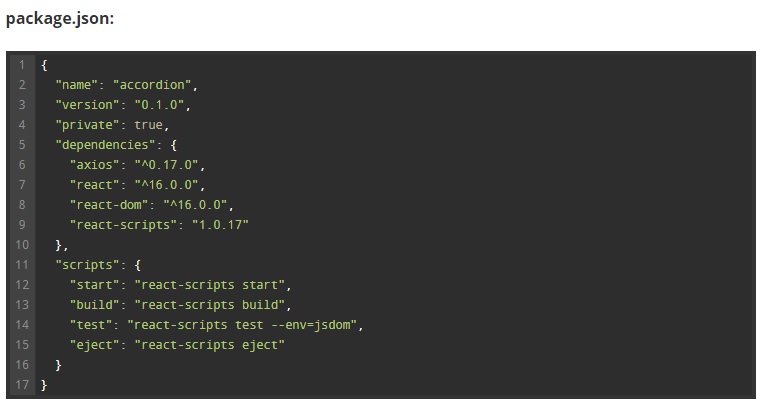 package.json:
1 {
2   "name": "accordion",
3   "version": "0.1.0",
4   "private": true,
5   "dependencies": {
6     "axios": "^0.17.0",
7     "react": "^16.0.0",
8     "react-dom": "^16.0.0",
9     "react-scripts": "1.0.17"
10   },
11   "scripts": {
12     "start": "react-scripts start",
13     "build": "react-scripts build",
14     "test": "react-scripts test --env=jsdom",
15     "eject": "react-scripts eject"
16   }
17 }